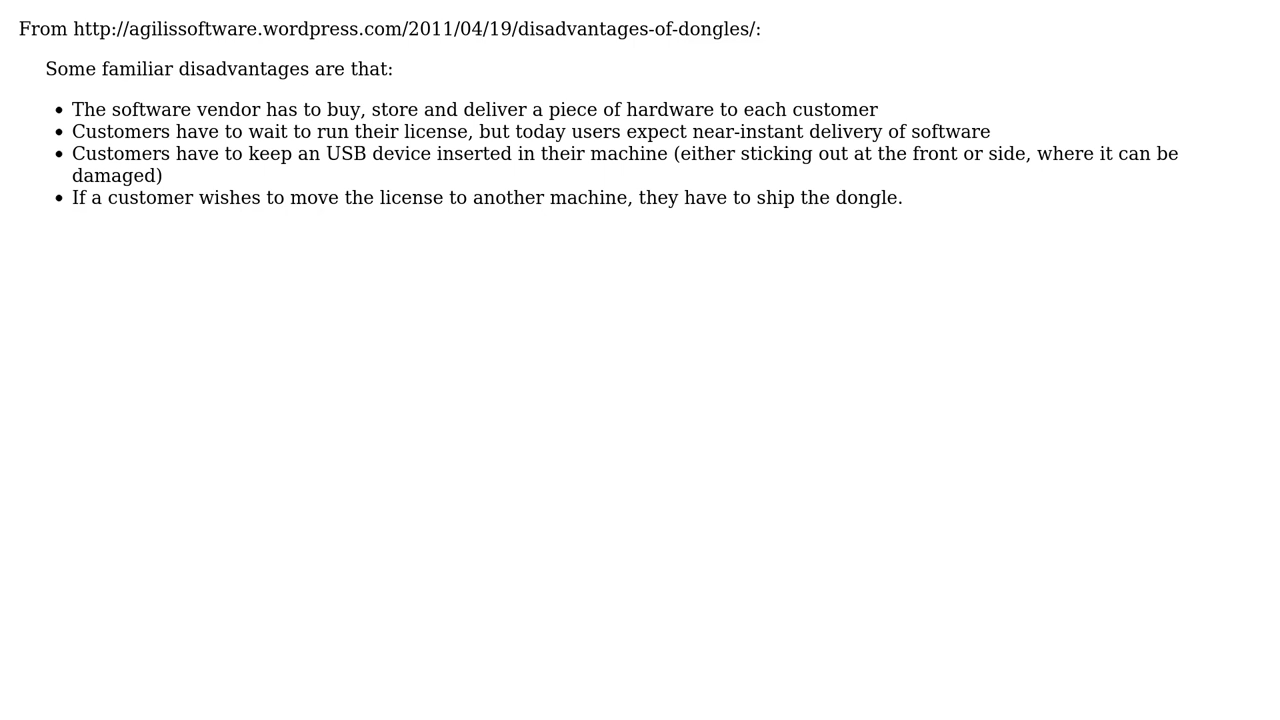 From http://agilissoftware.wordpress.com/2011/04/19/disadvantages-of-dongles/:
Some familiar disadvantages are that:
• The software vendor has to buy, store and deliver a piece of hardware to each customer
• Customers have to wait to run their license, but today users expect near-instant delivery of software
• Customers have to keep an USB device inserted in their machine (either sticking out at the front or side, where it can be
damaged)
• If a customer wishes to move the license to another machine, they have to ship the dongle.